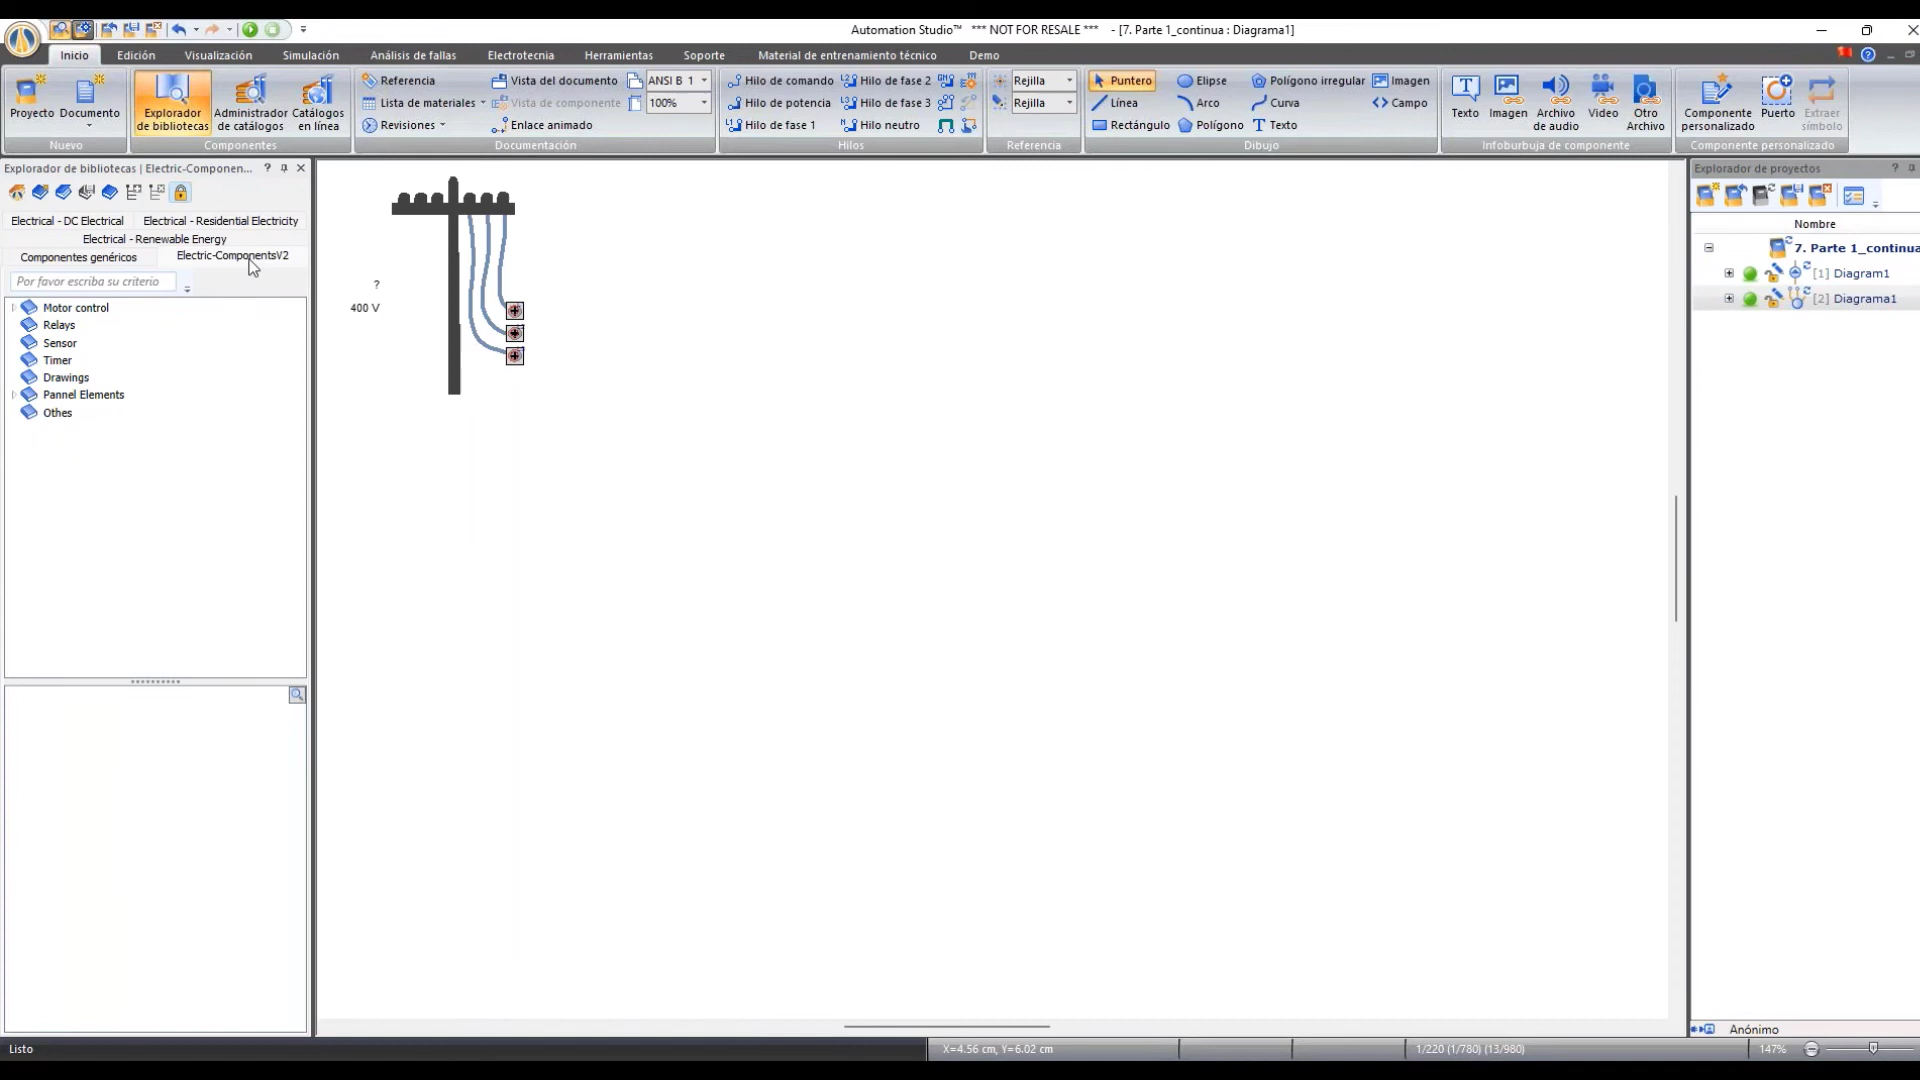 Automation Studio™ *** NOT FOR RESALE *** - [7. Parte 1_continua : Diagrama1]
Inicio Edición Visualización Simulación Análisis de fallas Electrotecnia Herramientas Soporte Material de entrenamiento técnico Demo
Proyecto
Documento
Nuevo
Explorador
de bibliotecas
Administrador
de catálogos
Catálogos
en línea
Componentes
Referencia
Lista de materiales
Revisiones
Vista del documento
Vista de componente
Enlace animado
ANSI B 1
100%
Documentación
Hilo de comando
Hilo de potencia
L1 Hilo de fase 1
L2 Hilo de fase 2
L3 Hilo de fase 3
N Hilo neutro
Hilos
Rejilla
Rejilla
Referencia
Puntero
Línea
Rectángulo
Elipse
Arco
Polígono
Polígono irregular
Curva
T Texto
Imagen
<> Campo
Dibujo
Texto
Imagen
Archivo
de audio
Video
Otro
Archivo
Infoburbuja de componente
Componente
personalizado
Puerto
Extraer
símbolo
Componente personalizado
Explorador de bibliotecas | Electric-Componen... ?
Electrical - DC Electrical Electrical - Residential Electricity
Electrical - Renewable Energy
Componentes genéricos Electric-ComponentsV2
Por favor escriba su criterio
Motor control
Relays
Sensor
Timer
Drawings
Pannel Elements
Othes
?
400 V
Explorador de proyectos ?
Nombre
7. Parte 1_continua
[1] Diagram1
[2] Diagrama1
Anónimo
Listo X=4.56 cm, Y=6.02 cm 1/220 (1/780) (13/980) 147%